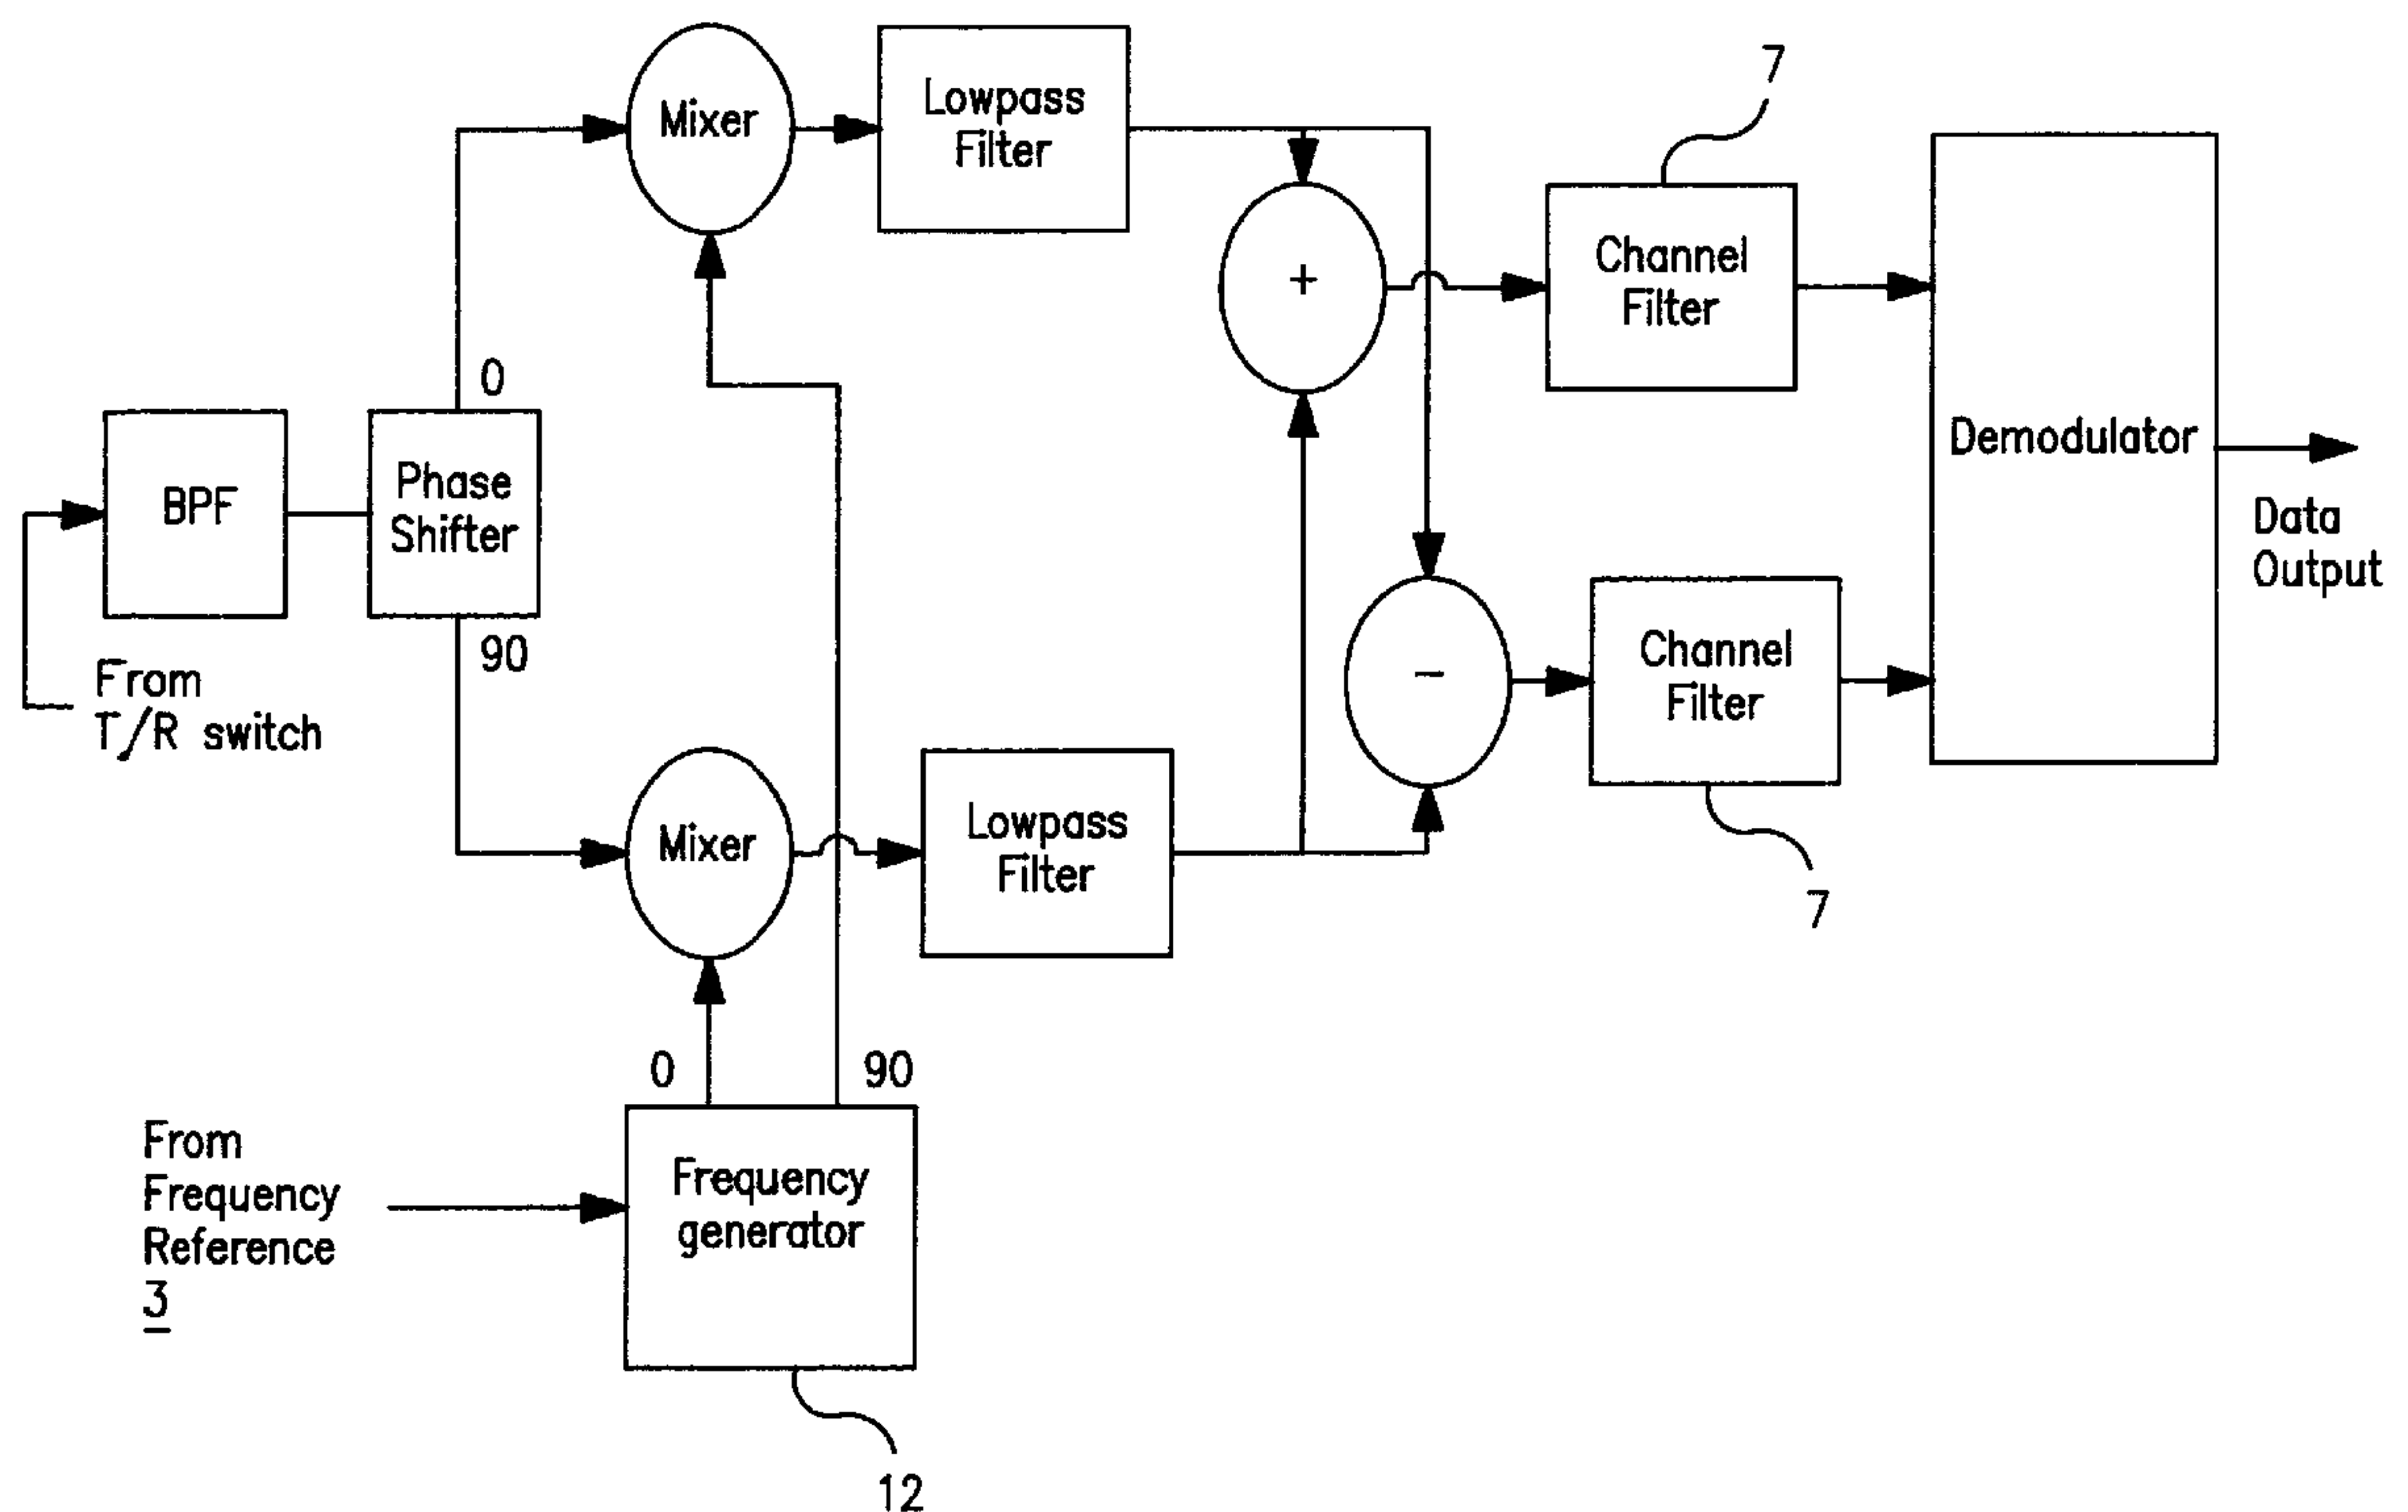 Mixer
Lowpass
Filter
7
+
Channel
Filter
Demodulator
Data
Output
0
BPF
Phase
Shifter
90
From
T/R switch
−
Channel
Filter
7
Mixer
Lowpass
Filter
0
90
From
Frequency
Reference
3
Frequency
generator
12